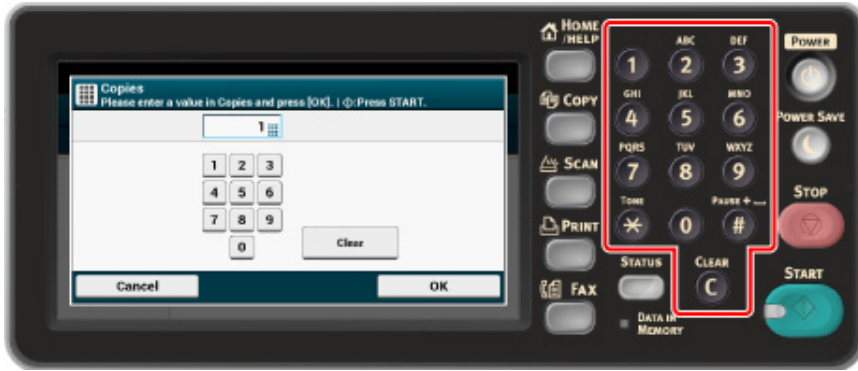 Copies
Please enter a value in Copies and press [OK]. | ◇:Press START.
1
1 2 3
4 5 6
7 8 9
0
Clear
Cancel
OK
HOME
/HELP
COPY
SCAN
PRINT
FAX
ABC DEF
1 2 3
GHI JKL MNO
4 5 6
PQRS TUV WXYZ
7 8 9
TONE PAUSE + ⎵
* 0 #
STATUS
CLEAR
C
DATA IN
MEMORY
POWER
POWER SAVE
STOP
START